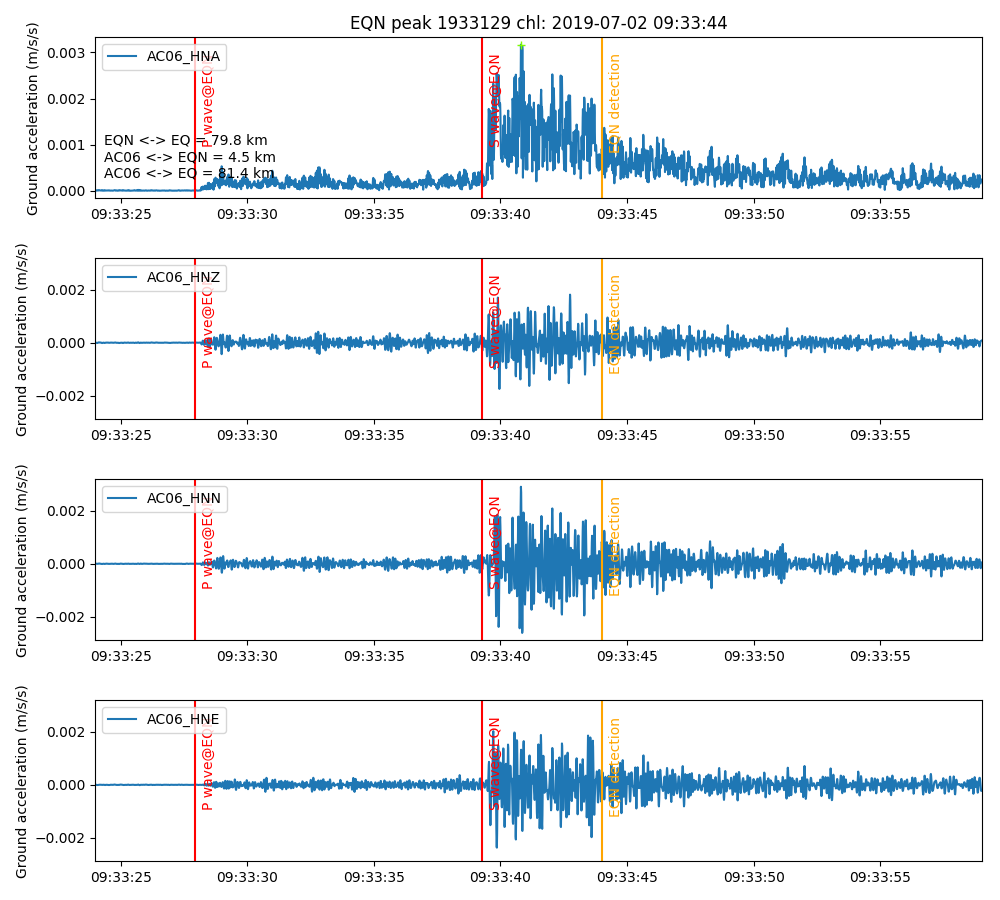 EQN peak 1933129 chl: 2019-07-02 09:33:44
Ground acceleration (m/s/s)
0.003
0.002
0.001
0.000
AC06_HNA
P wave@EQN
S wave@EQN
EQN detection
EQN <-> EQ = 79.8 km
AC06 <-> EQN = 4.5 km
AC06 <-> EQ = 81.4 km
09:33:25 09:33:30 09:33:35 09:33:40 09:33:45 09:33:50 09:33:55
Ground acceleration (m/s/s)
0.002
0.000
−0.002
AC06_HNZ
P wave@EQN
S wave@EQN
EQN detection
09:33:25 09:33:30 09:33:35 09:33:40 09:33:45 09:33:50 09:33:55
Ground acceleration (m/s/s)
0.002
0.000
−0.002
AC06_HNN
P wave@EQN
S wave@EQN
EQN detection
09:33:25 09:33:30 09:33:35 09:33:40 09:33:45 09:33:50 09:33:55
Ground acceleration (m/s/s)
0.002
0.000
−0.002
AC06_HNE
P wave@EQN
S wave@EQN
EQN detection
09:33:25 09:33:30 09:33:35 09:33:40 09:33:45 09:33:50 09:33:55